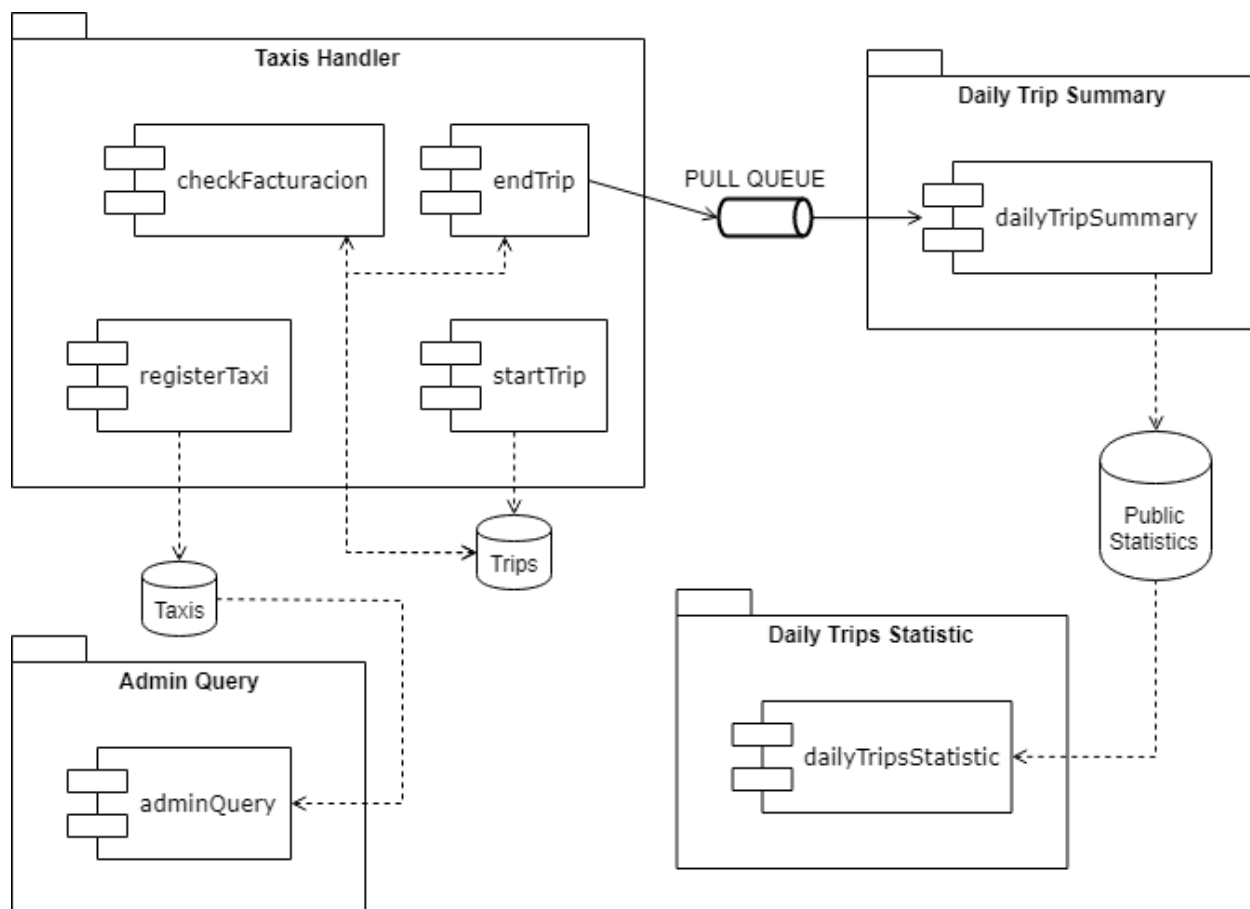 Taxis Handler
checkFacturacion
endTrip
PULL QUEUE
Daily Trip Summary
dailyTripSummary
registerTaxi
startTrip
Public
Statistics
Trips
Taxis
Daily Trips Statistic
dailyTripsStatistic
Admin Query
adminQuery